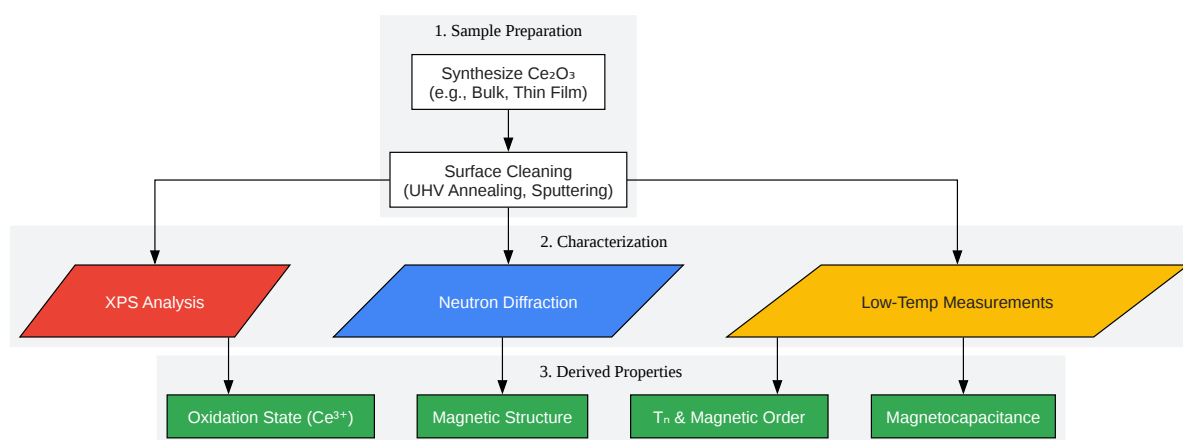 1. Sample Preparation
Synthesize Ce₂O₃
(e.g., Bulk, Thin Film)
Surface Cleaning
(UHV Annealing, Sputtering)
2. Characterization
XPS Analysis
Neutron Diffraction
Low-Temp Measurements
3. Derived Properties
Oxidation State (Ce³⁺)
Magnetic Structure
Tₙ & Magnetic Order
Magnetocapacitance